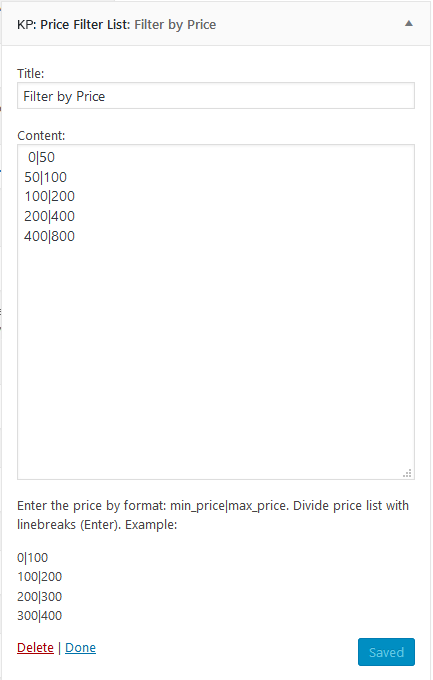 KP: Price Filter List: Filter by Price
Title:
Filter by Price
Content:
0|50
50|100
100|200
200|400
400|800
Enter the price by format: min_price|max_price. Divide price list with
linebreaks (Enter). Example:
0|100
100|200
200|300
300|400
Delete | Done
Saved